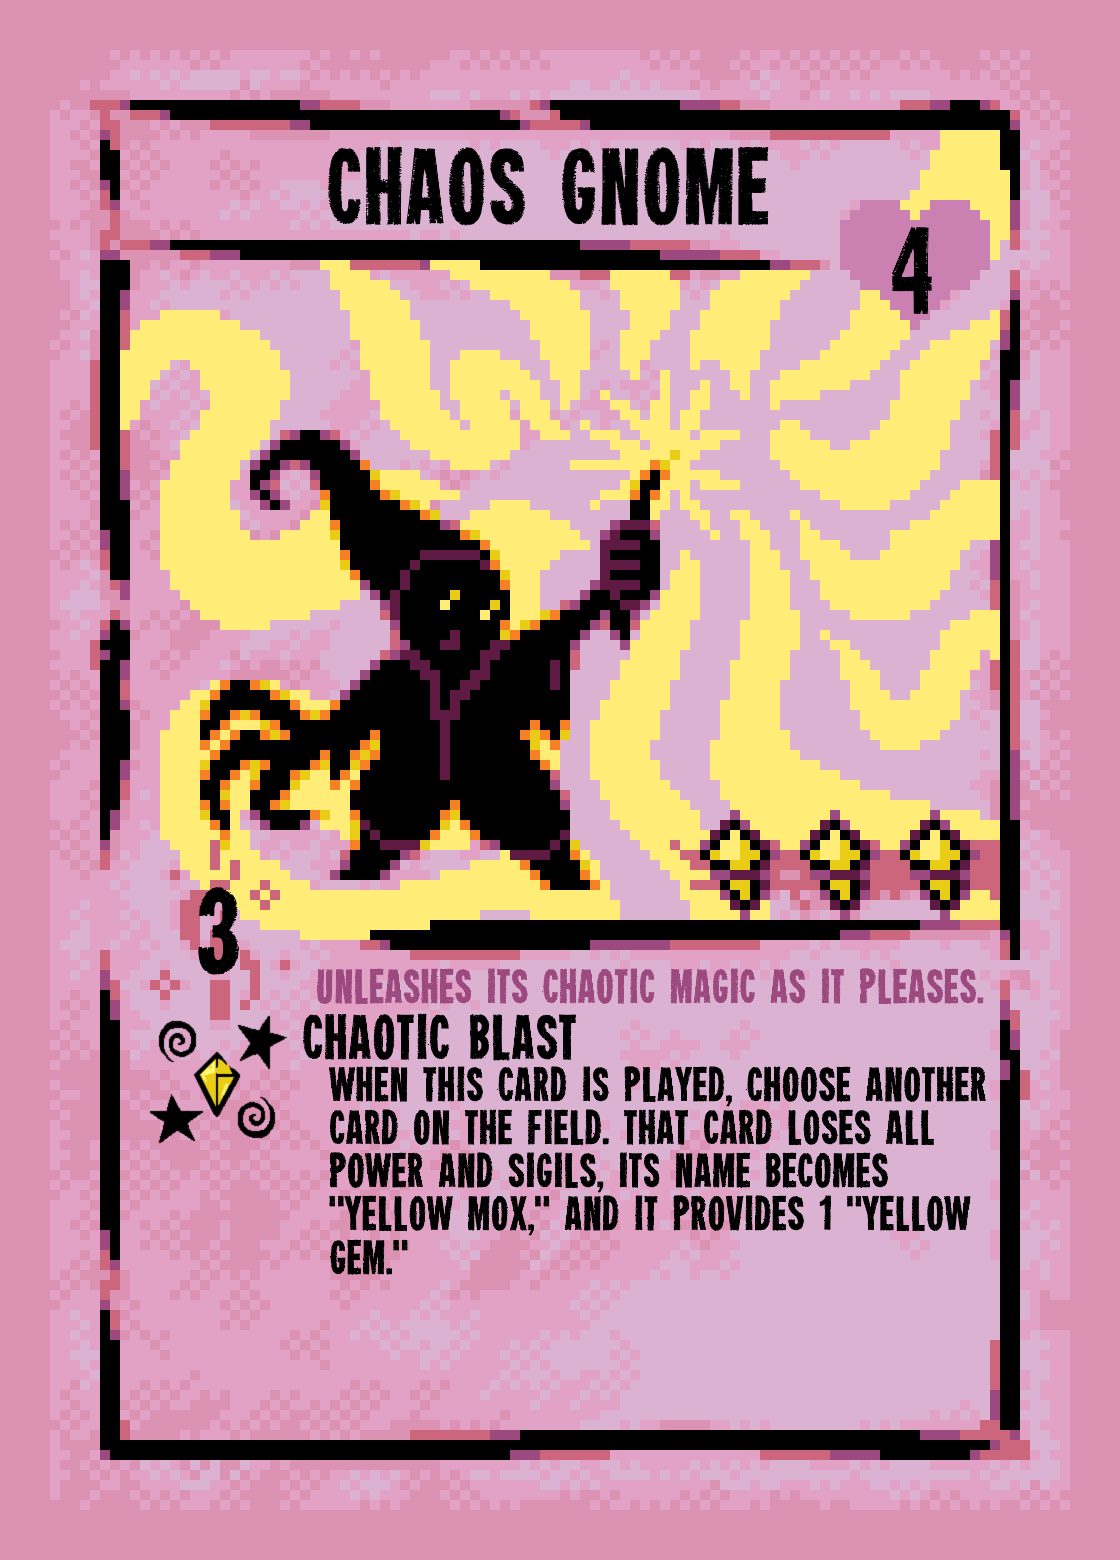 CHAOS GNOME
4
3
UNLEASHES ITS CHAOTIC MAGIC AS IT PLEASES.
CHAOTIC BLAST
WHEN THIS CARD IS PLAYED, CHOOSE ANOTHER
CARD ON THE FIELD. THAT CARD LOSES ALL
POWER AND SIGILS, ITS NAME BECOMES
"YELLOW MOX," AND IT PROVIDES 1 "YELLOW
GEM."